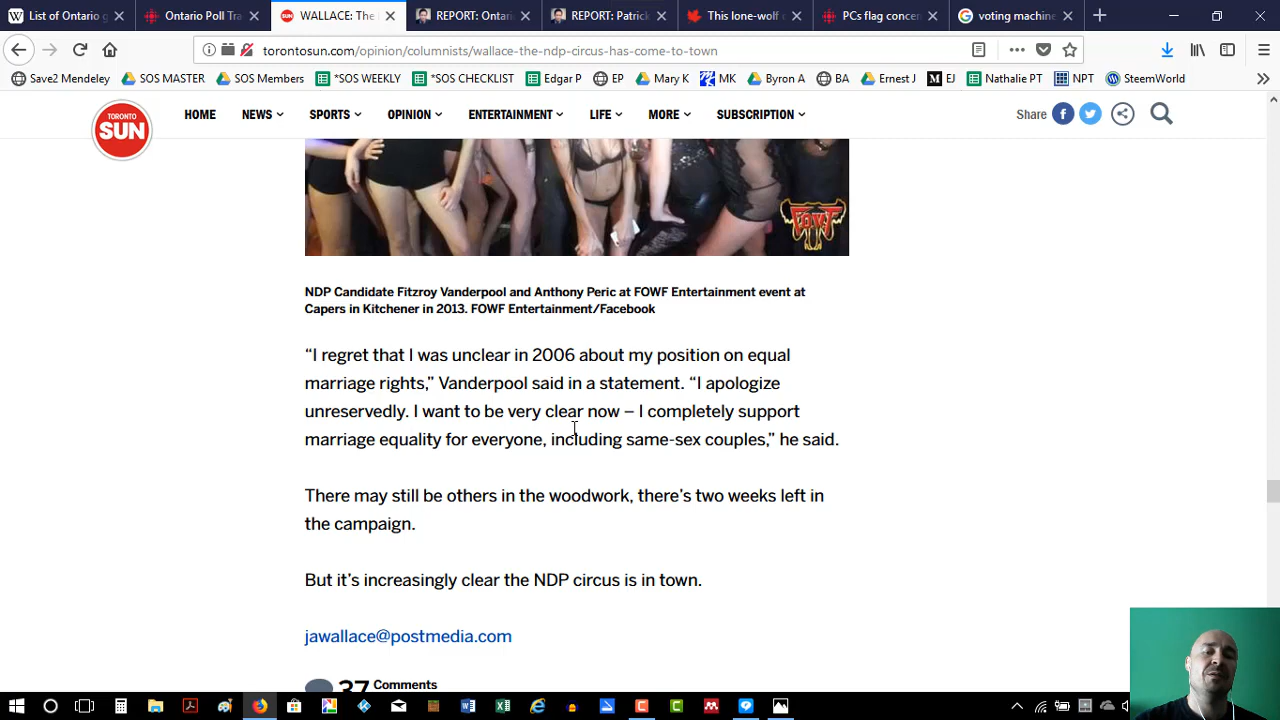 List of Ontario g
Ontario Poll Tra
WALLACE: The
REPORT: Ontari
REPORT: Patrick
This lone-wolf
PCs flag concer
voting machine
torontosun.com/opinion/columnists/wallace-the-ndp-circus-has-come-to-town
Save2 Mendeley
SOS MASTER
SOS Members
*SOS WEEKLY
*SOS CHECKLIST
Edgar P
EP
Mary K
MK
Byron A
BA
Ernest J
EJ
Nathalie PT
NPT
SteemWorld
TORONTO
SUN
HOME
NEWS
SPORTS
OPINION
ENTERTAINMENT
LIFE
MORE
SUBSCRIPTION
Share
F.O.W.F
NDP Candidate Fitzroy Vanderpool and Anthony Peric at FOWF Entertainment event at
Capers in Kitchener in 2013. FOWF Entertainment/Facebook
“I regret that I was unclear in 2006 about my position on equal
marriage rights,” Vanderpool said in a statement. “I apologize
unreservedly. I want to be very clear now – I completely support
marriage equality for everyone, including same-sex couples,” he said.
There may still be others in the woodwork, there’s two weeks left in
the campaign.
But it’s increasingly clear the NDP circus is in town.
jawallace@postmedia.com
37 Comments